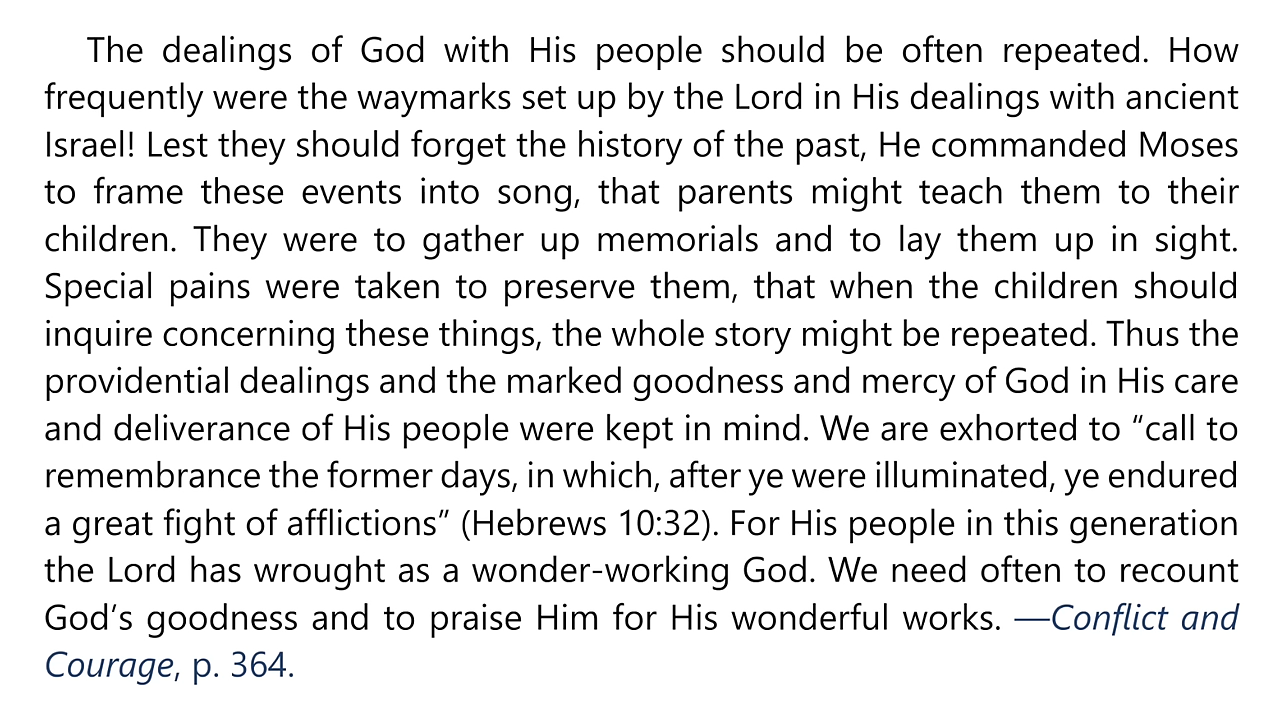 The dealings of God with His people should be often repeated. How
frequently were the waymarks set up by the Lord in His dealings with ancient
Israel! Lest they should forget the history of the past, He commanded Moses
to frame these events into song, that parents might teach them to their
children. They were to gather up memorials and to lay them up in sight.
Special pains were taken to preserve them, that when the children should
inquire concerning these things, the whole story might be repeated. Thus the
providential dealings and the marked goodness and mercy of God in His care
and deliverance of His people were kept in mind. We are exhorted to “call to
remembrance the former days, in which, after ye were illuminated, ye endured
a great fight of afflictions” (Hebrews 10:32). For His people in this generation
the Lord has wrought as a wonder-working God. We need often to recount
God’s goodness and to praise Him for His wonderful works. —Conflict and
Courage, p. 364.